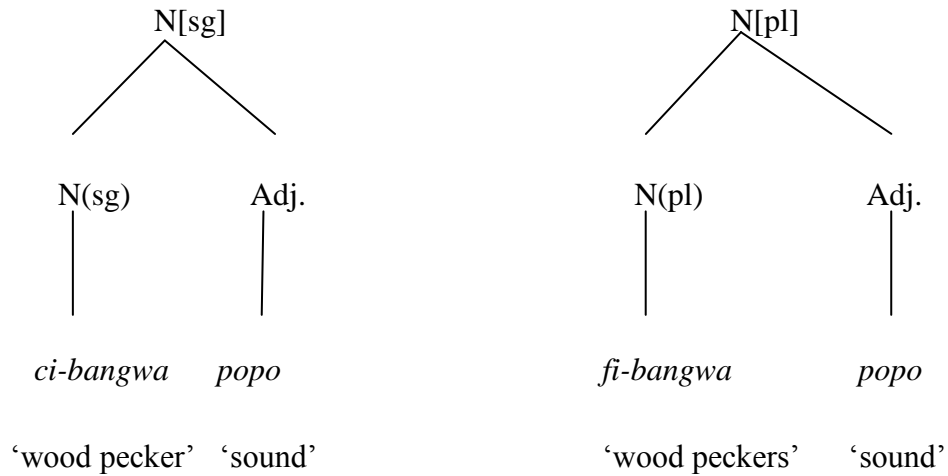 N[sg] N[pl]
N(sg) Adj. N(pl) Adj.
ci-bangwa popo fi-bangwa popo
‘wood pecker’ ‘sound’ ‘wood peckers’ ‘sound’